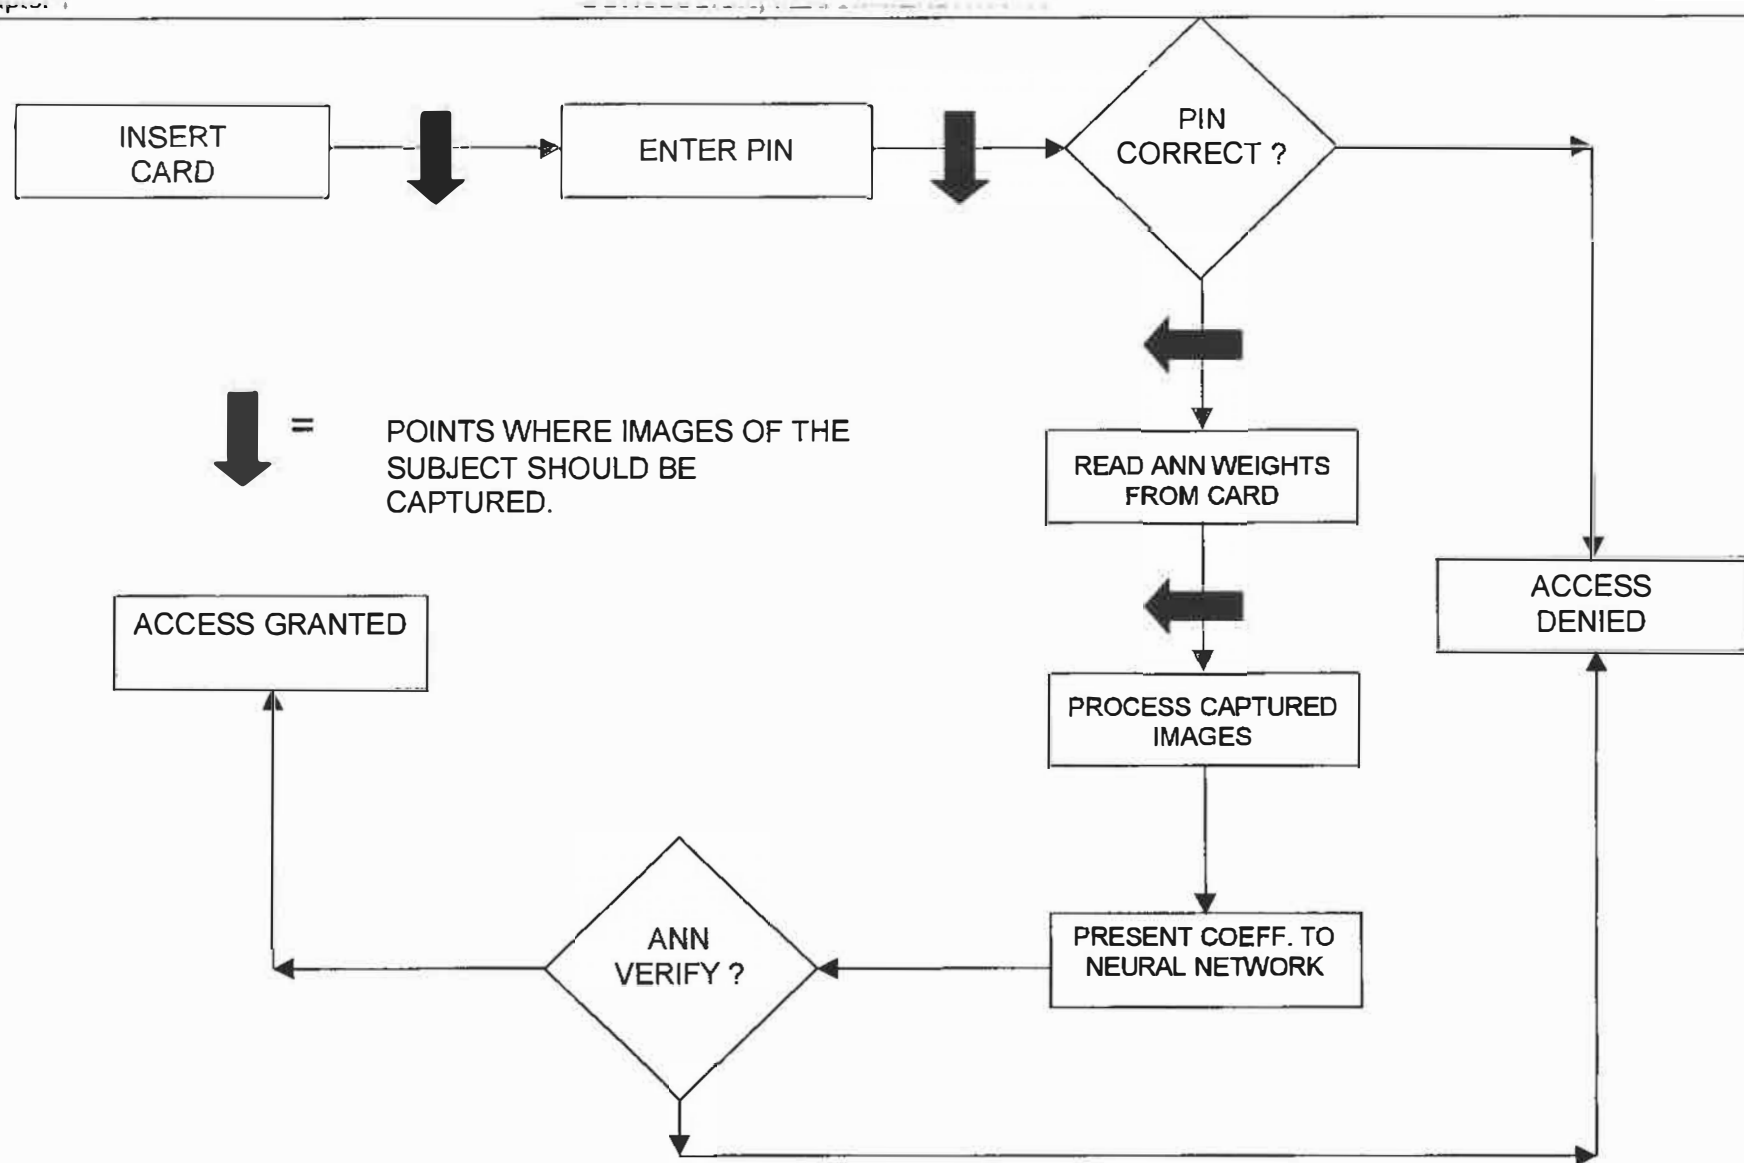 INSERT
CARD
ENTER PIN
PIN
CORRECT ?
=
POINTS WHERE IMAGES OF THE
SUBJECT SHOULD BE
CAPTURED.
READ ANN WEIGHTS
FROM CARD
ACCESS
DENIED
ACCESS GRANTED
PROCESS CAPTURED
IMAGES
ANN
VERIFY ?
PRESENT COEFF. TO
NEURAL NETWORK